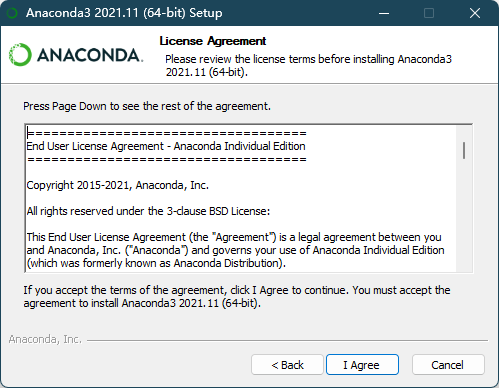 Anaconda3 2021.11 (64-bit) Setup
ANACONDA.
License Agreement
Please review the license terms before installing Anaconda3
2021.11 (64-bit).
Press Page Down to see the rest of the agreement.
===================================
End User License Agreement - Anaconda Individual Edition
===================================
Copyright 2015-2021, Anaconda, Inc.
All rights reserved under the 3-clause BSD License:
This End User License Agreement (the "Agreement") is a legal agreement between you
and Anaconda, Inc. ("Anaconda") and governs your use of Anaconda Individual Edition
(which was formerly known as Anaconda Distribution).
If you accept the terms of the agreement, click I Agree to continue. You must accept the
agreement to install Anaconda3 2021.11 (64-bit).
Anaconda, Inc.
< Back
I Agree
Cancel